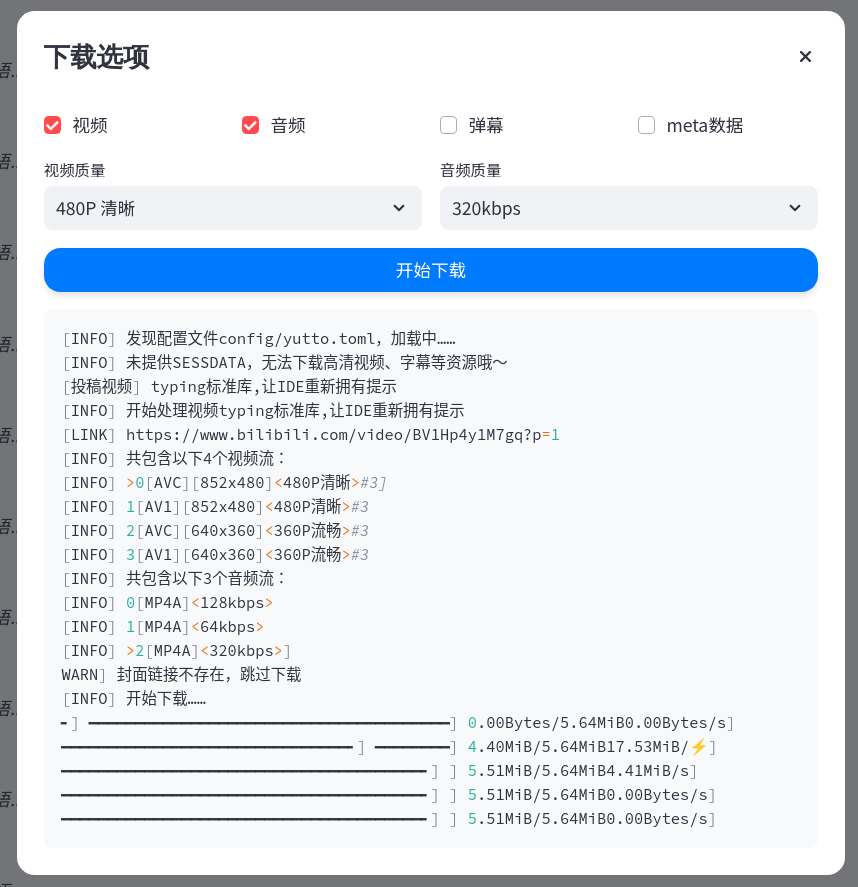 下载选项
视频 音频 弹幕 meta数据
视频质量 音频质量
480P 清晰 320kbps
开始下载
[INFO] 发现配置文件config/yutto.toml，加载中……
[INFO] 未提供SESSDATA，无法下载高清视频、字幕等资源哦～
[投稿视频] typing标准库,让IDE重新拥有提示
[INFO] 开始处理视频typing标准库,让IDE重新拥有提示
[LINK] https://www.bilibili.com/video/BV1Hp4y1M7gq?p=1
[INFO] 共包含以下4个视频流：
[INFO] >0[AVC][852x480]<480P清晰>#3]
[INFO] 1[AV1][852x480]<480P清晰>#3
[INFO] 2[AVC][640x360]<360P流畅>#3
[INFO] 3[AV1][640x360]<360P流畅>#3
[INFO] 共包含以下3个音频流：
[INFO] 0[MP4A]<128kbps>
[INFO] 1[MP4A]<64kbps>
[INFO] >2[MP4A]<320kbps>]
WARN] 封面链接不存在，跳过下载
[INFO] 开始下载……
━] ━━━━━━━━━━━━━━━━━━━━━━━━━━━━━━━━━━━━━━━] 0.00Bytes/5.64MiB0.00Bytes/s]
━━━━━━━━━━━━━━━━━━━━━━━━━━━━━━━━] ━━━━━━━━] 4.40MiB/5.64MiB17.53MiB/⚡]
━━━━━━━━━━━━━━━━━━━━━━━━━━━━━━━━━━━━━━━━] ] 5.51MiB/5.64MiB4.41MiB/s]
━━━━━━━━━━━━━━━━━━━━━━━━━━━━━━━━━━━━━━━━] ] 5.51MiB/5.64MiB0.00Bytes/s]
━━━━━━━━━━━━━━━━━━━━━━━━━━━━━━━━━━━━━━━━] ] 5.51MiB/5.64MiB0.00Bytes/s]